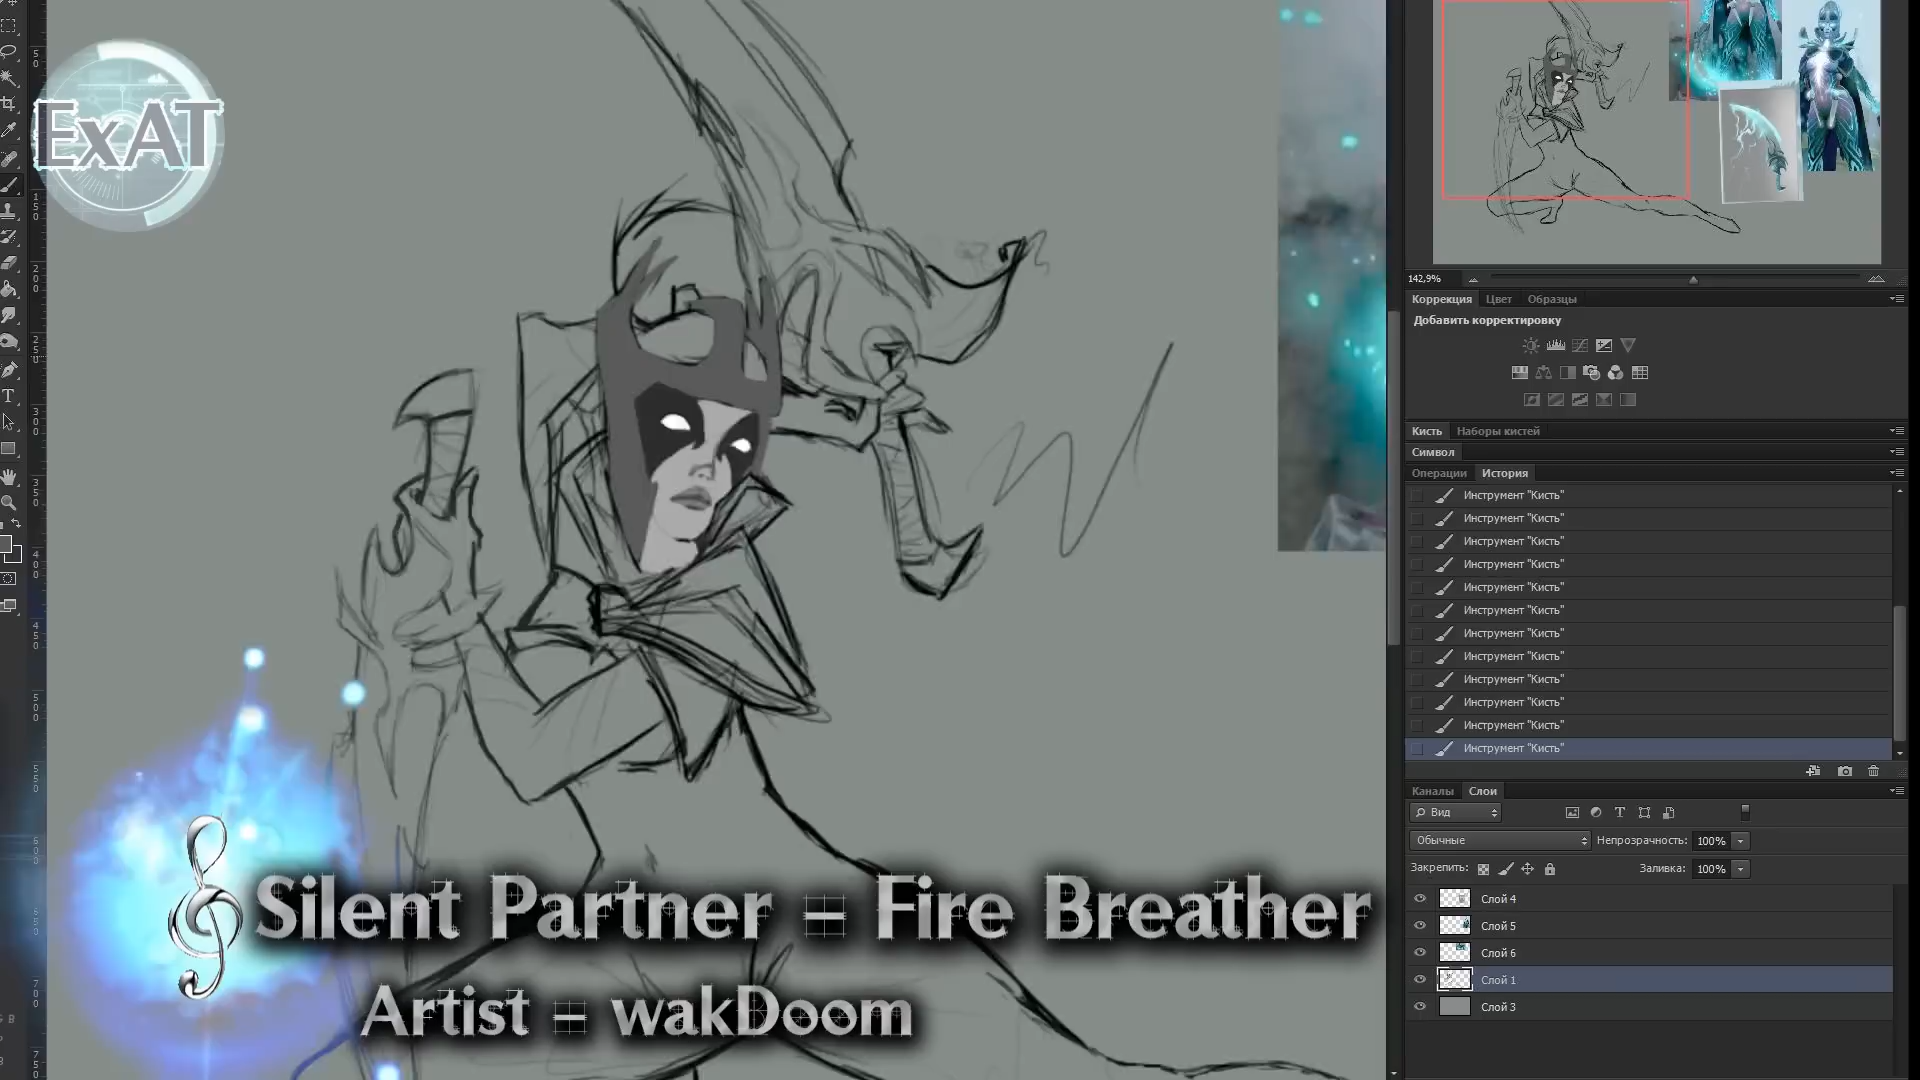 ExAT
142,9%
Коррекция Цвет Образцы
Добавить корректировку
Кисть Наборы кистей
Символ
Операции История
Инструмент "Кисть"
Инструмент "Кисть"
Инструмент "Кисть"
Инструмент "Кисть"
Инструмент "Кисть"
Инструмент "Кисть"
Инструмент "Кисть"
Инструмент "Кисть"
Инструмент "Кисть"
Инструмент "Кисть"
Инструмент "Кисть"
Инструмент "Кисть"
Каналы Слои
Вид
Обычные Непрозрачность: 100%
Закрепить: Заливка: 100%
Слой 4
Слой 5
Слой 6
Слой 1
Слой 3
Silent Partner – Fire Breather
Artist – wakDoom